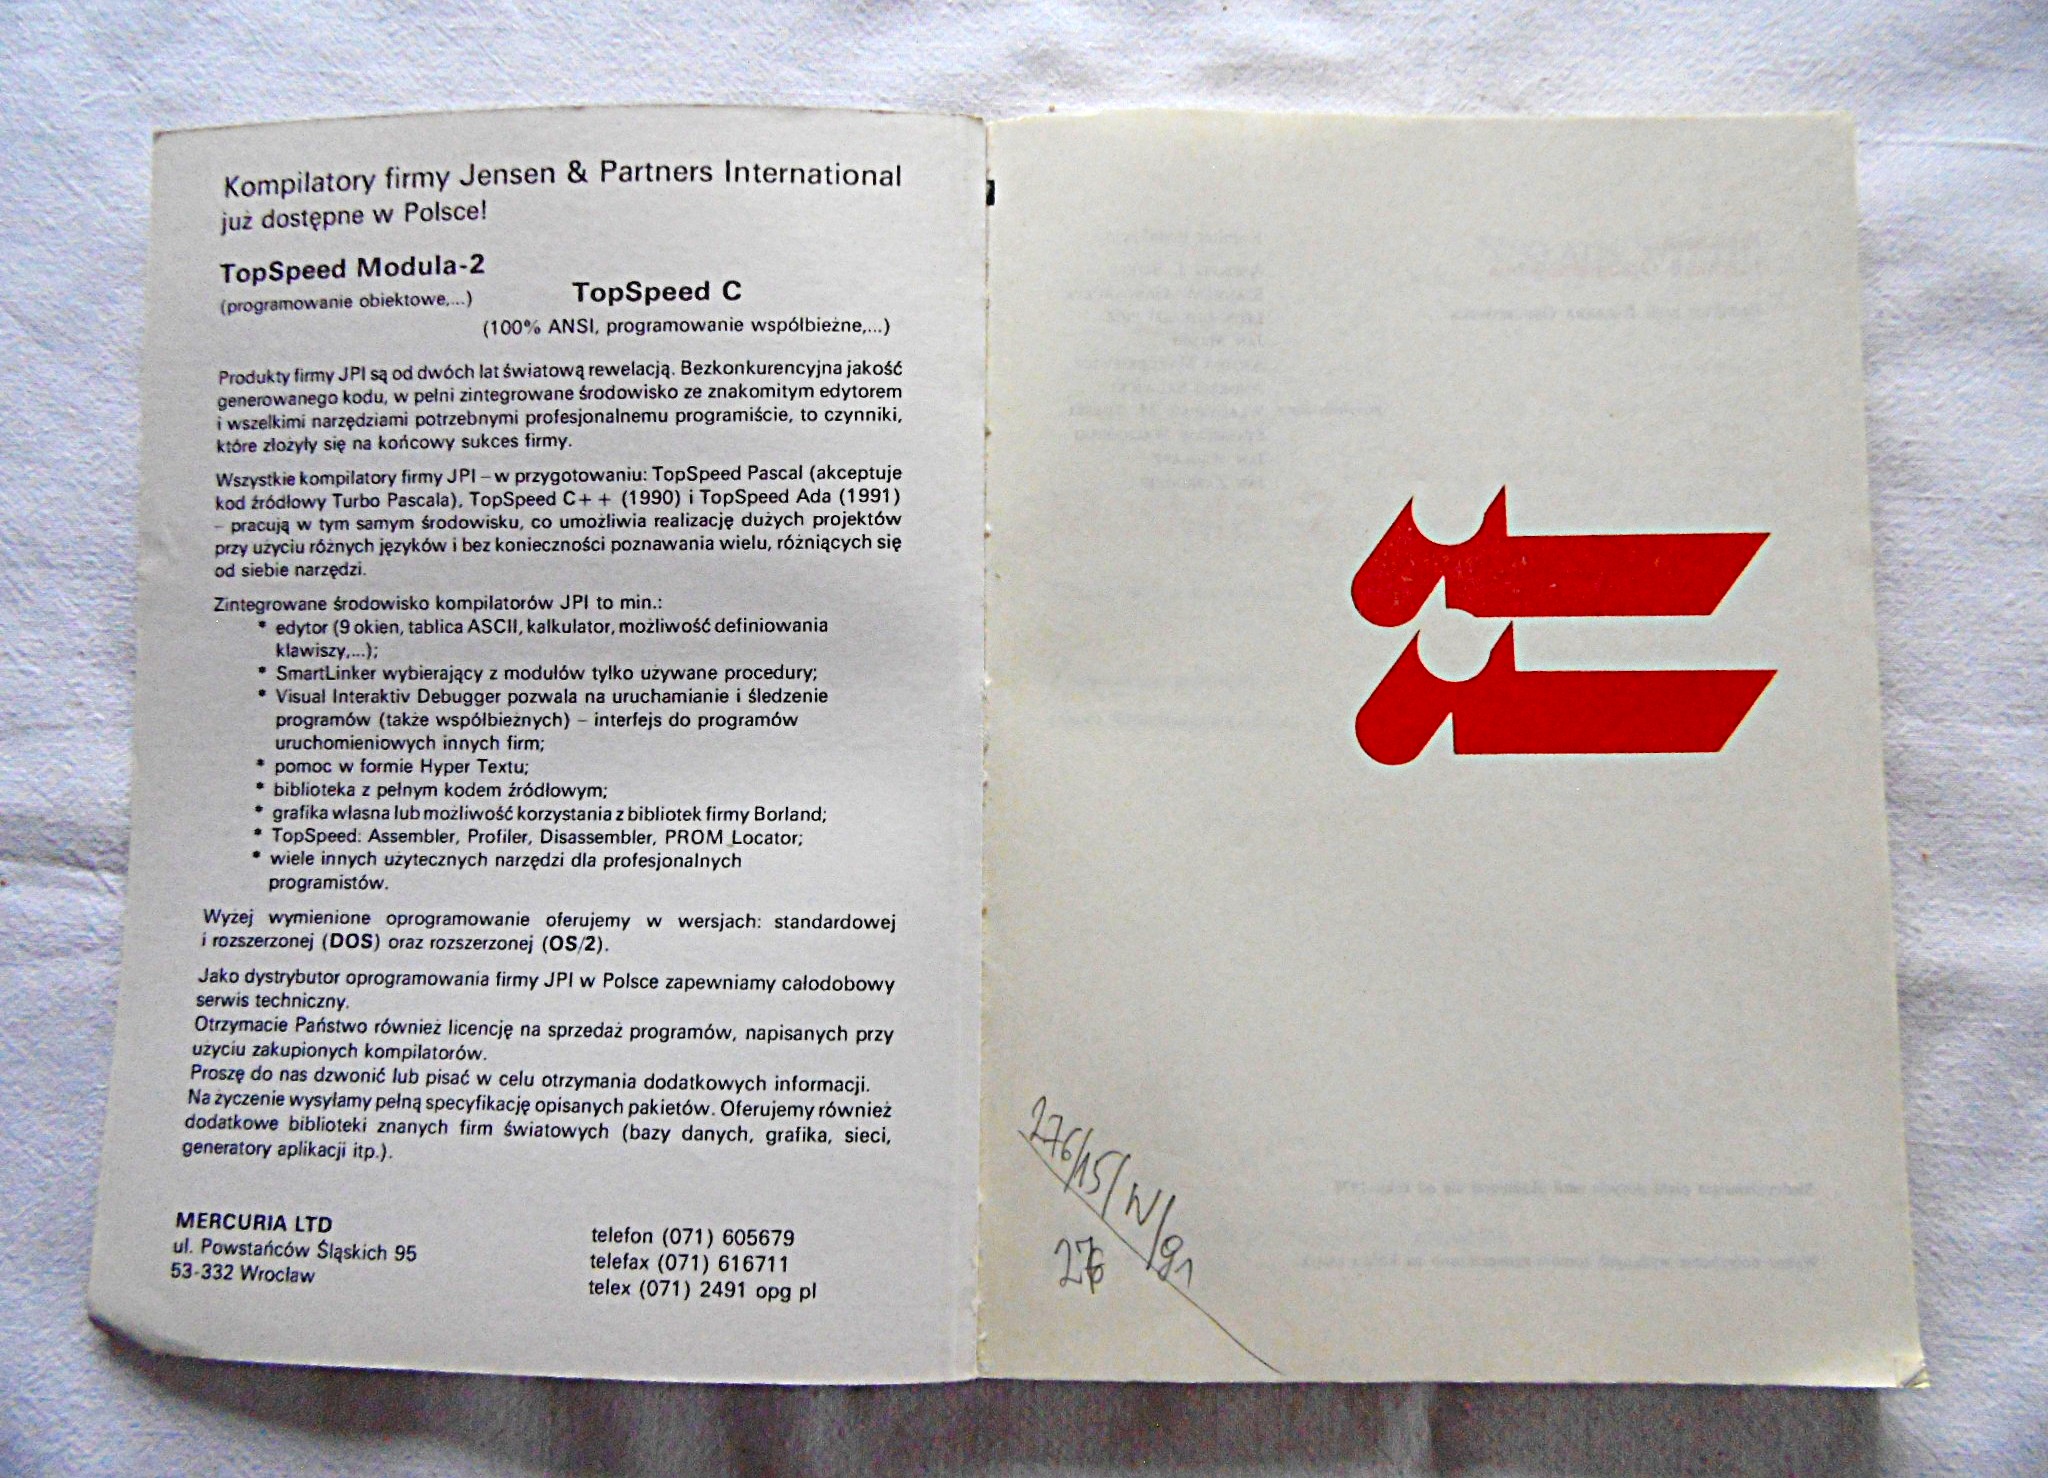 Kompilatory firmy Jensen & Partners International
już dostępne w Polsce!
TopSpeed Modula-2
(programowanie obiektowe,...)
TopSpeed C
(100% ANSI, programowanie współbieżne,...)
Produkty firmy JPI są od dwóch lat światową rewelacją. Bezkonkurencyjna jakość
generowanego kodu, w pełni zintegrowane środowisko ze znakomitym edytorem
i wszelkimi narzędziami potrzebnymi profesjonalnemu programiście, to czynniki,
które złożyły się na końcowy sukces firmy.
Wszystkie kompilatory firmy JPI – w przygotowaniu: TopSpeed Pascal (akceptuje
kod źródłowy Turbo Pascala), TopSpeed C++ (1990) i TopSpeed Ada (1991)
– pracują w tym samym środowisku, co umożliwia realizację dużych projektów
przy użyciu różnych języków i bez konieczności poznawania wielu, różniących się
od siebie narzędzi.
Zintegrowane środowisko kompilatorów JPI to min.:
* edytor (9 okien, tablica ASCII, kalkulator, możliwość definiowania
klawiszy,...);
* SmartLinker wybierający z modułów tylko używane procedury;
* Visual Interaktiv Debugger pozwala na uruchamianie i śledzenie
programów (także współbieżnych) – interfejs do programów
uruchomieniowych innych firm;
* pomoc w formie Hyper Textu;
* biblioteka z pełnym kodem źródłowym;
* grafika własna lub możliwość korzystania z bibliotek firmy Borland;
* TopSpeed: Assembler, Profiler, Disassembler, PROM Locator;
* wiele innych użytecznych narzędzi dla profesjonalnych
programistów.
Wyżej wymienione oprogramowanie oferujemy w wersjach: standardowej
i rozszerzonej (DOS) oraz rozszerzonej (OS/2).
Jako dystrybutor oprogramowania firmy JPI w Polsce zapewniamy całodobowy
serwis techniczny.
Otrzymacie Państwo również licencję na sprzedaż programów, napisanych przy
użyciu zakupionych kompilatorów.
Proszę do nas dzwonić lub pisać w celu otrzymania dodatkowych informacji.
Na życzenie wysyłamy pełną specyfikację opisanych pakietów. Oferujemy również
dodatkowe biblioteki znanych firm światowych (bazy danych, grafika, sieci,
generatory aplikacji itp.).
MERCURIA LTD
ul. Powstańców Śląskich 95
53-332 Wrocław
telefon (071) 605679
telefax (071) 616711
telex (071) 2491 opg pl
276/15/W/91
276